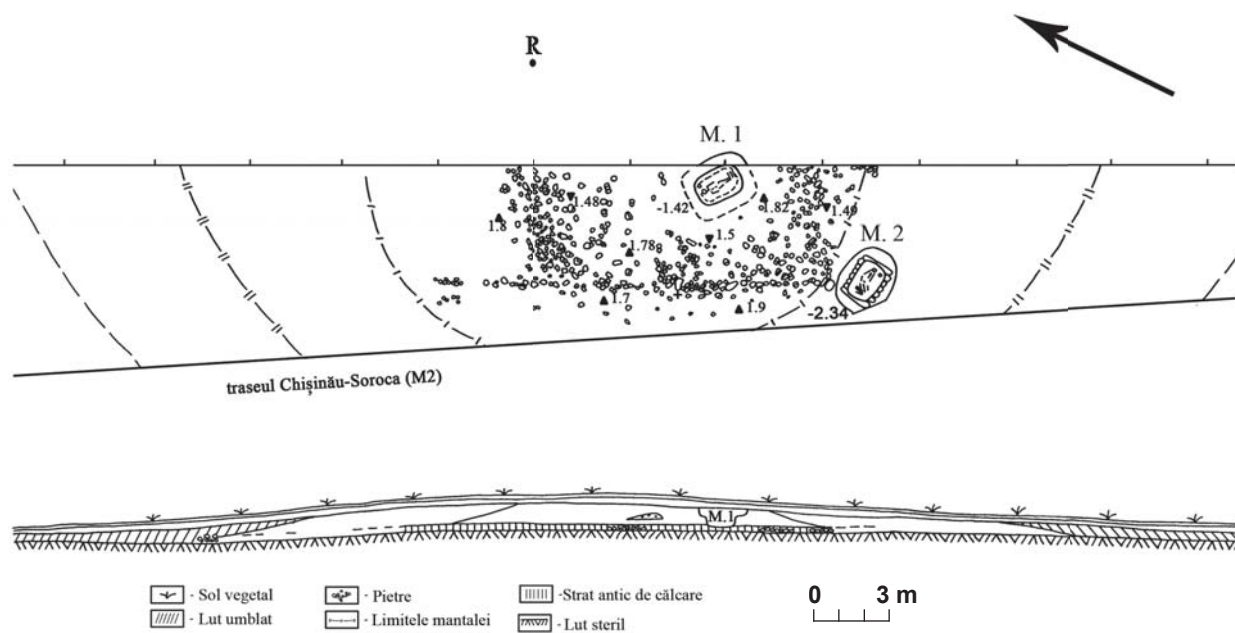 R
M. 1
1.48
-1.42
1.82
1.49
1.8
1.78
1.5
M. 2
1.7
1.9
-2.34
traseul Chișinău-Soroca (M2)
M.1
- Sol vegetal
- Pietre
-Strat antic de călcare
0 3 m
- Lut umblat
- Limitele mantalei
- Lut steril